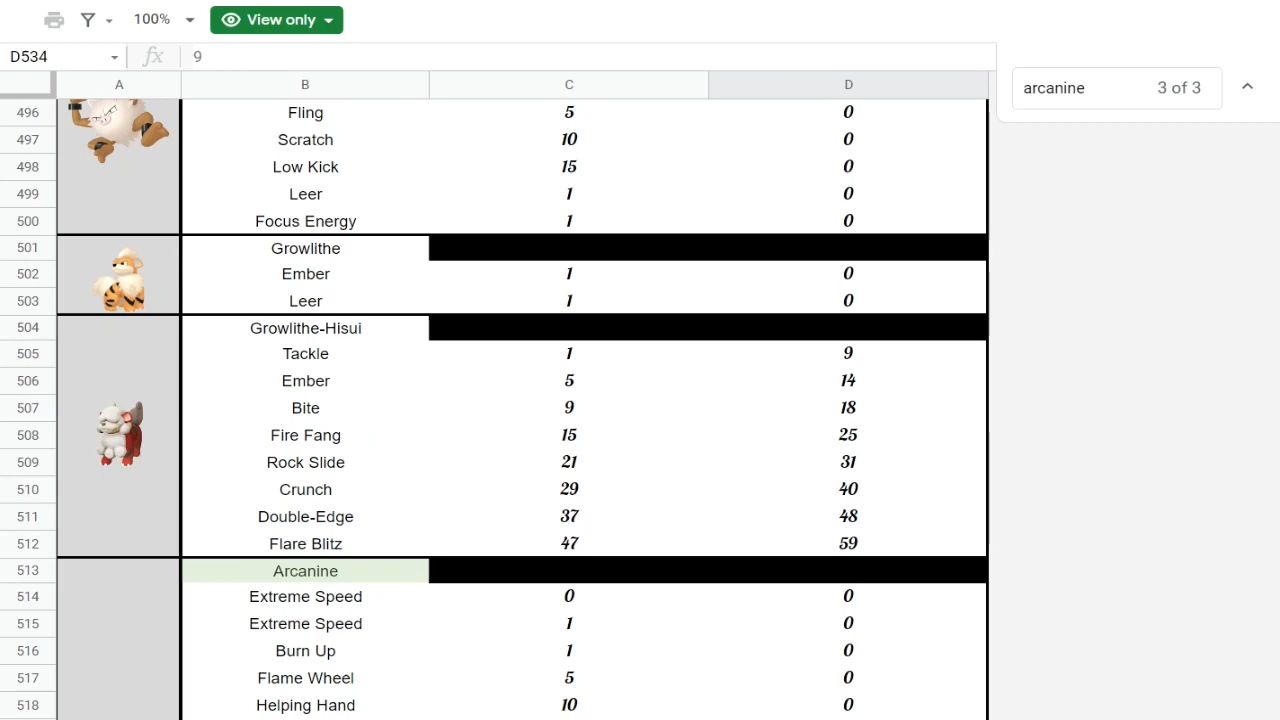 100% View only
D534 fx 9
arcanine 3 of 3
A B C D
496 Fling 5 0
497 Scratch 10 0
498 Low Kick 15 0
499 Leer 1 0
500 Focus Energy 1 0
501 Growlithe
502 Ember 1 0
503 Leer 1 0
504 Growlithe-Hisui
505 Tackle 1 9
506 Ember 5 14
507 Bite 9 18
508 Fire Fang 15 25
509 Rock Slide 21 31
510 Crunch 29 40
511 Double-Edge 37 48
512 Flare Blitz 47 59
513 Arcanine
514 Extreme Speed 0 0
515 Extreme Speed 1 0
516 Burn Up 1 0
517 Flame Wheel 5 0
518 Helping Hand 10 0